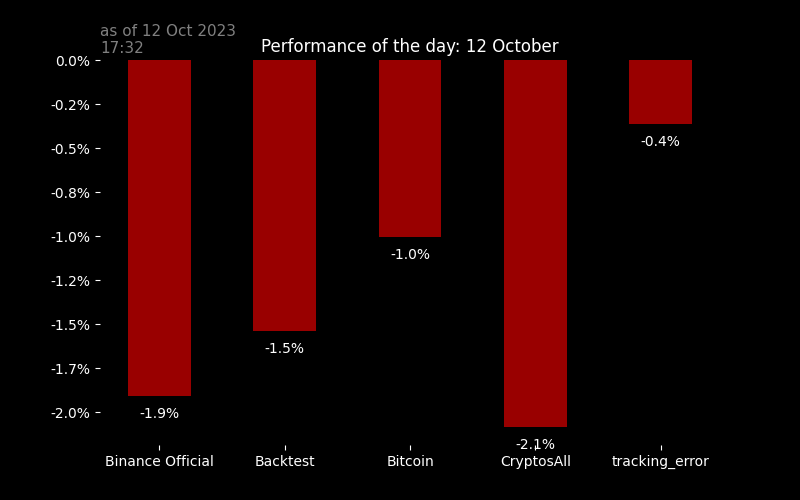 as of 12 Oct 2023
17:32
Performance of the day: 12 October
0.0%
-0.2%
-0.5%
-0.8%
-1.0%
-1.2%
-1.5%
-1.7%
-2.0%
-1.9%
-1.5%
-1.0%
-2.1%
-0.4%
Binance Official
Backtest
Bitcoin
CryptosAll
tracking_error